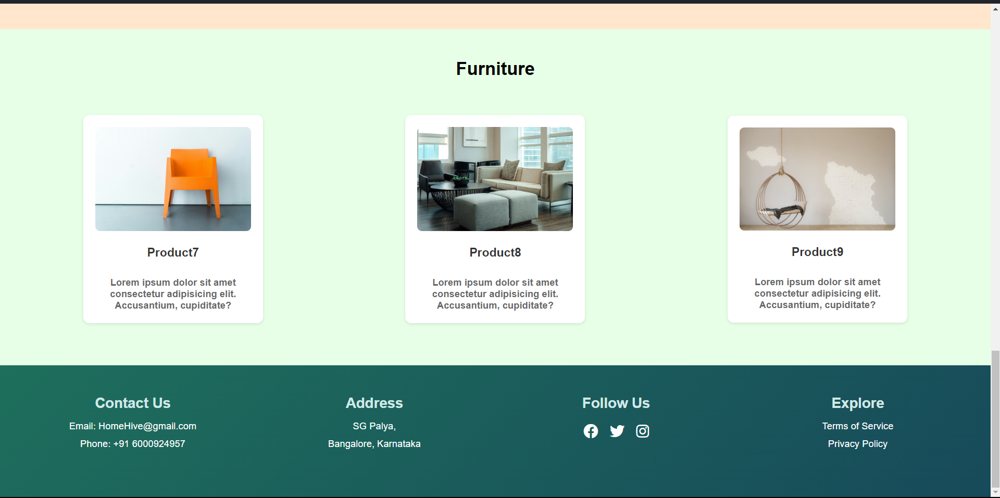 Furniture
Product7
Lorem ipsum dolor sit amet
consectetur adipisicing elit.
Accusantium, cupiditate?
Product8
Lorem ipsum dolor sit amet
consectetur adipisicing elit.
Accusantium, cupiditate?
Product9
Lorem ipsum dolor sit amet
consectetur adipisicing elit.
Accusantium, cupiditate?
Contact Us
Email: HomeHive@gmail.com
Phone: +91 6000924957
Address
SG Palya,
Bangalore, Karnataka
Follow Us
Explore
Terms of Service
Privacy Policy